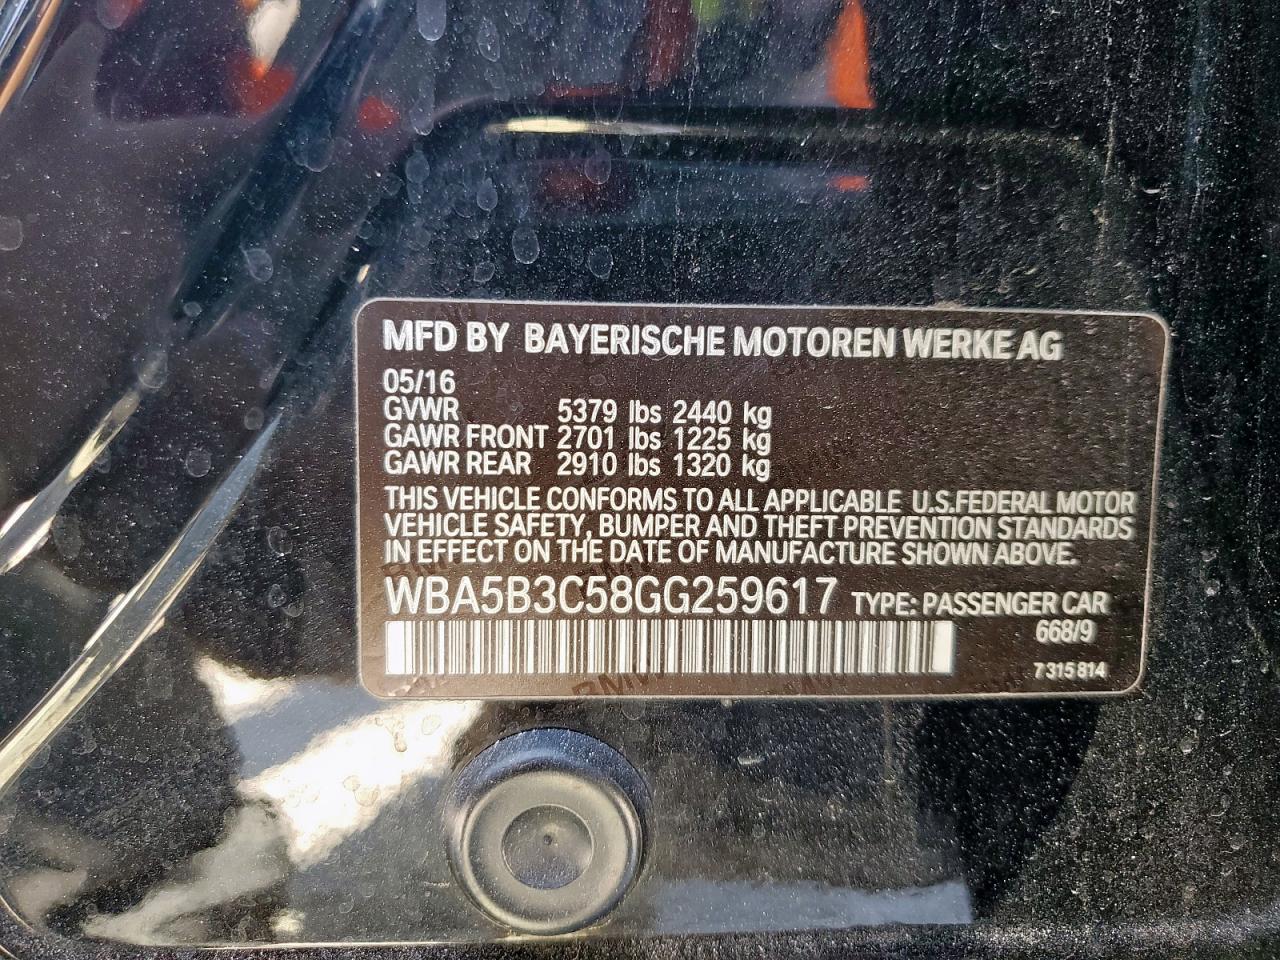 MFD BY BAYERISCHE MOTOREN WERKE AG
05/16
GVWR 5379 lbs 2440 kg
GAWR FRONT 2701 lbs 1225 kg
GAWR REAR 2910 lbs 1320 kg
THIS VEHICLE CONFORMS TO ALL APPLICABLE U.S.FEDERAL MOTOR
VEHICLE SAFETY, BUMPER AND THEFT PREVENTION STANDARDS
IN EFFECT ON THE DATE OF MANUFACTURE SHOWN ABOVE.
WBA5B3C58GG259617 TYPE: PASSENGER CAR
668/9
7 315 814
BMW